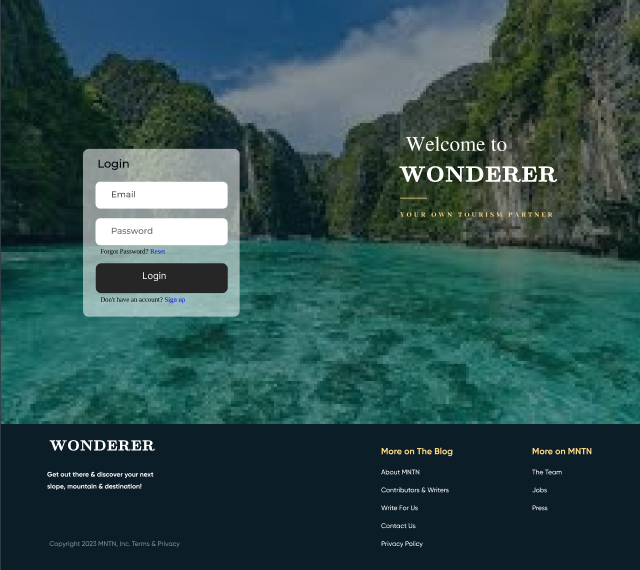 Login
Email
Password
Forgot Password? Reset
Login
Don't have an account? Sign up
Welcome to
WONDERER
YOUR OWN TOURISM PARTNER
WONDERER
Get out there & discover your next
slope, mountain & destination!
Copyright 2023 MNTN, Inc. Terms & Privacy
More on The Blog
About MNTN
Contributors & Writers
Write For Us
Contact Us
Privacy Policy
More on MNTN
The Team
Jobs
Press